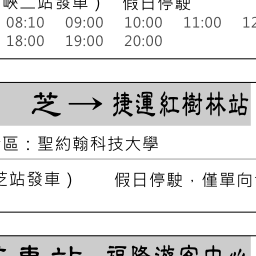 峽二站發車） 假日停駛
08:10 09:00 10:00 11:00 12
18:00 19:00 20:00
芝→捷運紅樹林站
區：聖約翰科技大學
芝站發車） 假日停駛，僅單向
車站 福隆遊客中心